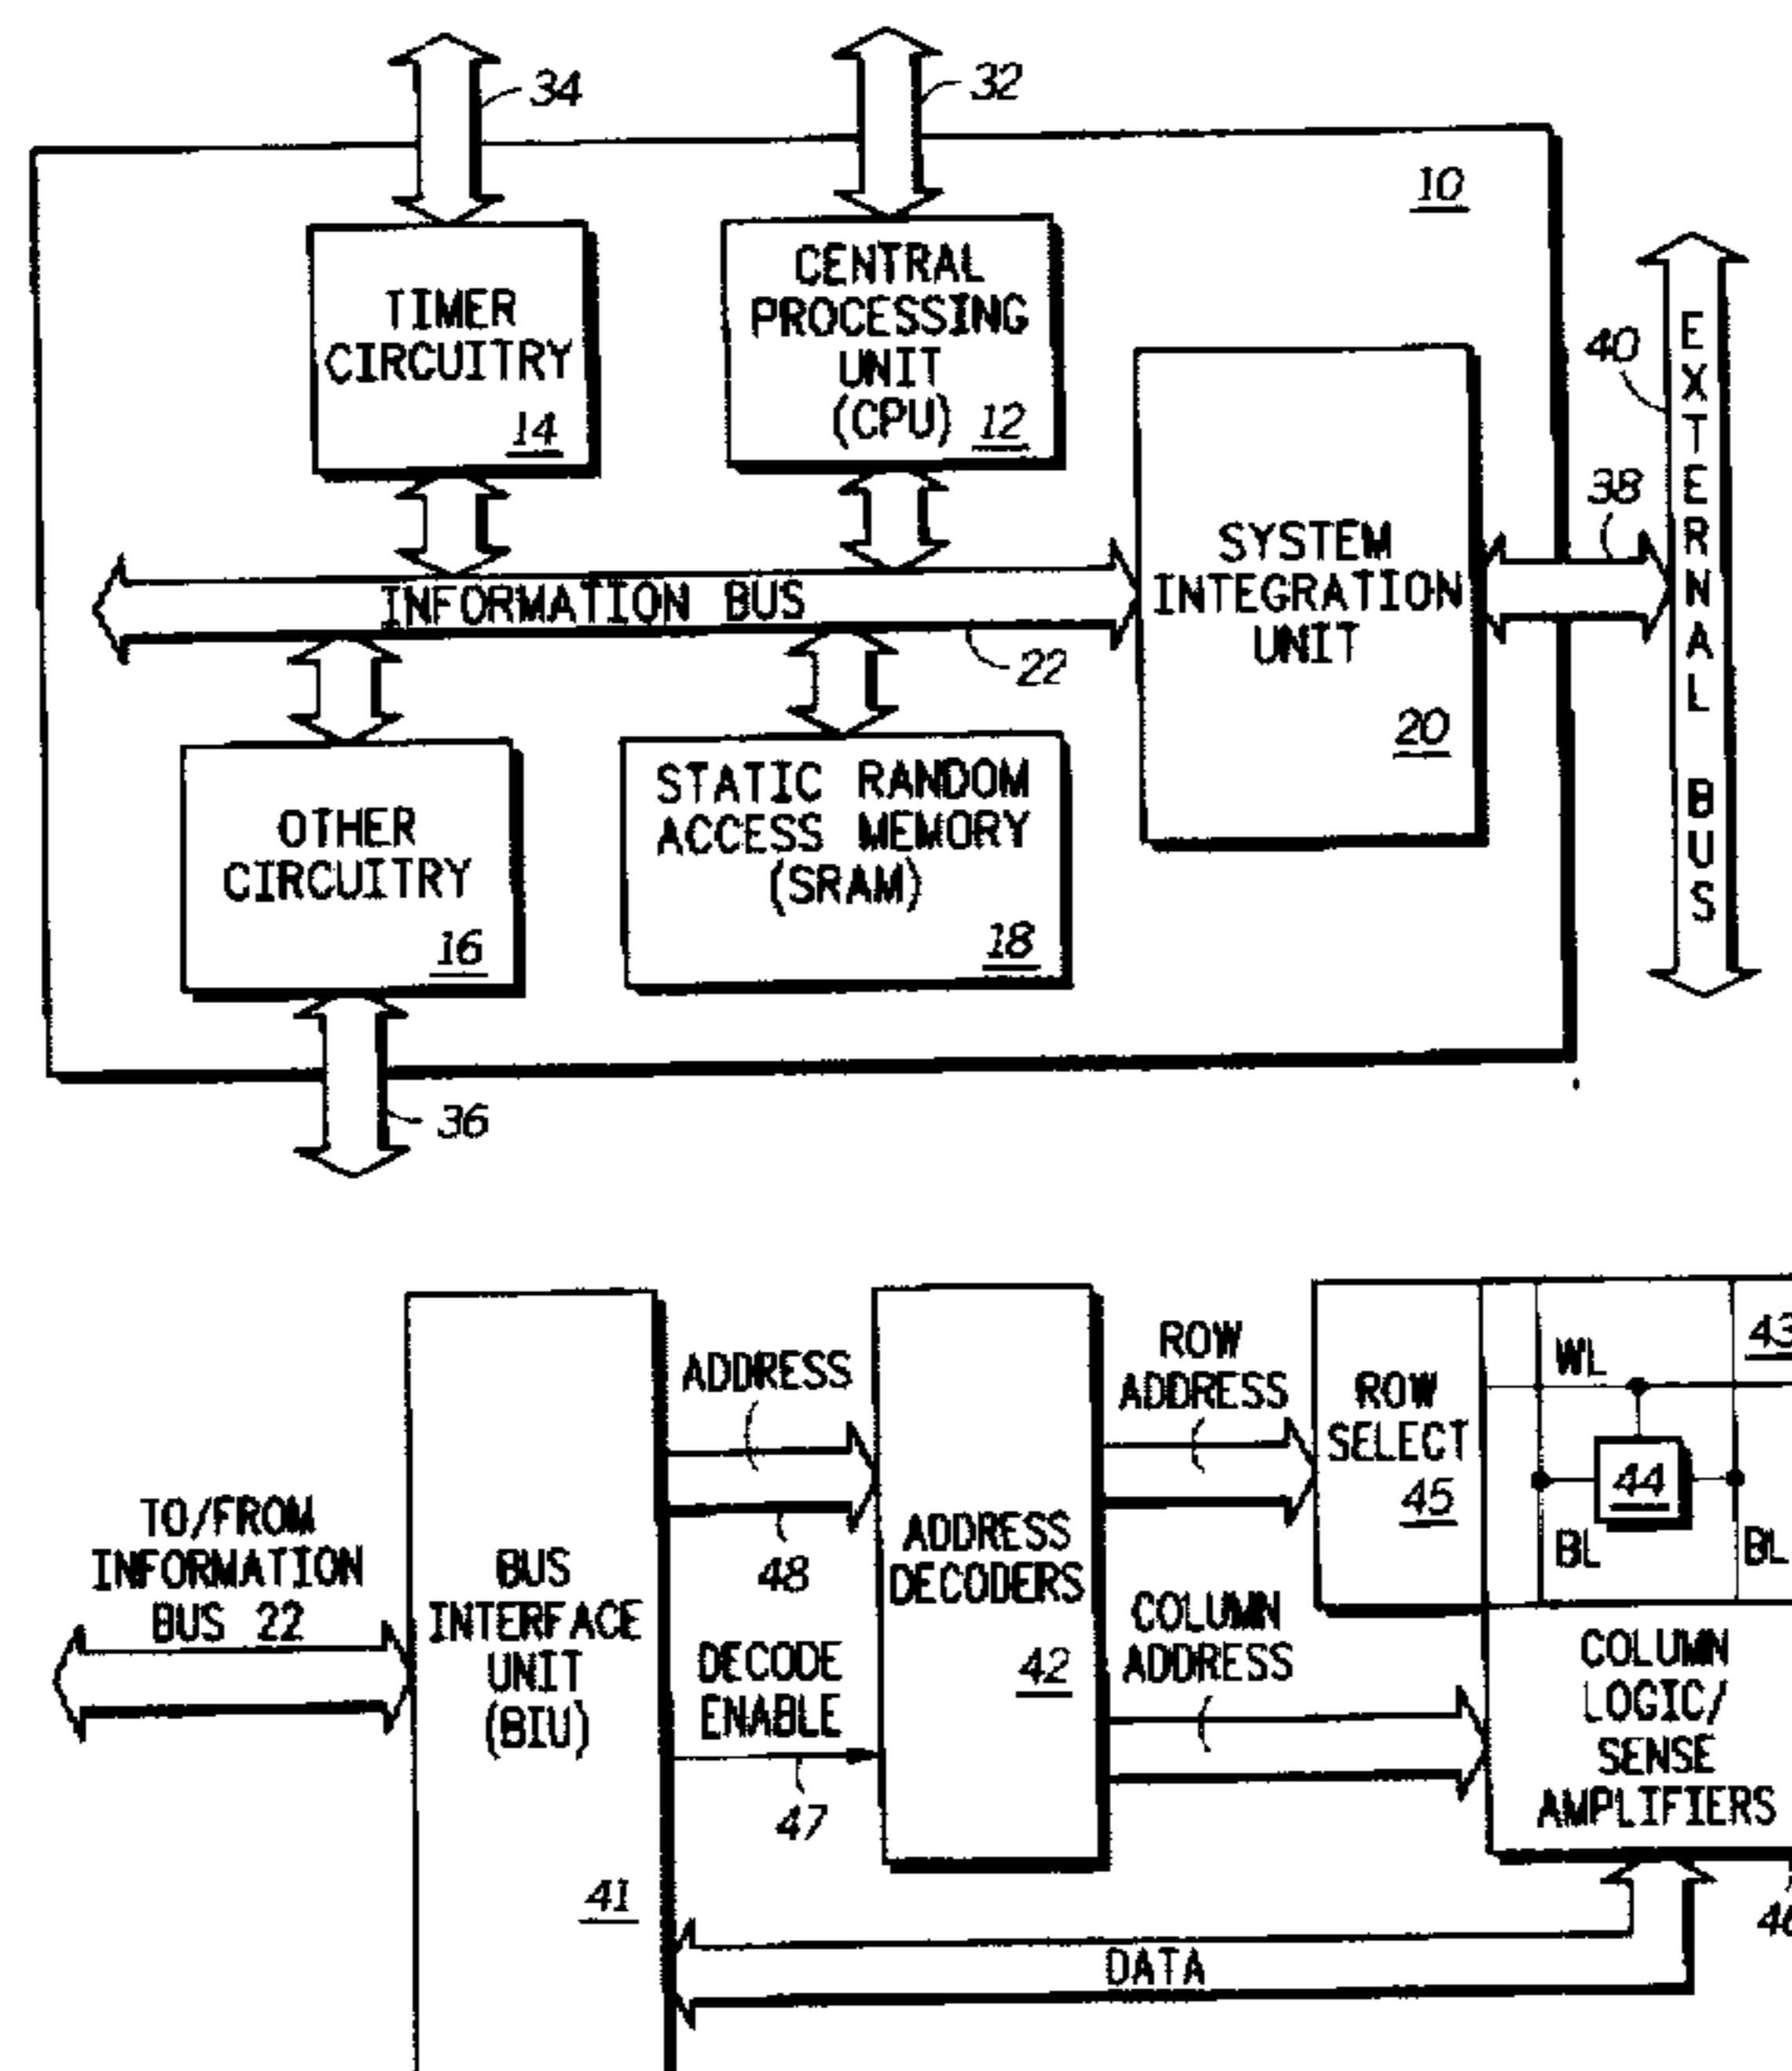 34
32
10
TIMER
CIRCUITRY
14
CENTRAL
PROCESSING
UNIT
(CPU)
12
SYSTEM
INTEGRATION
UNIT
20
40
38
EXTERNAL BUS
INFORMATION BUS
22
OTHER
CIRCUITRY
16
STATIC RANDOM
ACCESS MEMORY
(SRAM)
18
36
TO/FROM
INFORMATION
BUS 22
BUS
INTERFACE
UNIT
(BIU)
41
ADDRESS
48
DECODE
ENABLE
47
ADDRESS
DECODERS
42
ROW
ADDRESS
COLUMN
ADDRESS
ROW
SELECT
45
WL
43
44
BL
BL
COLUMN
LOGIC/
SENSE
AMPLIFIERS
46
DATA